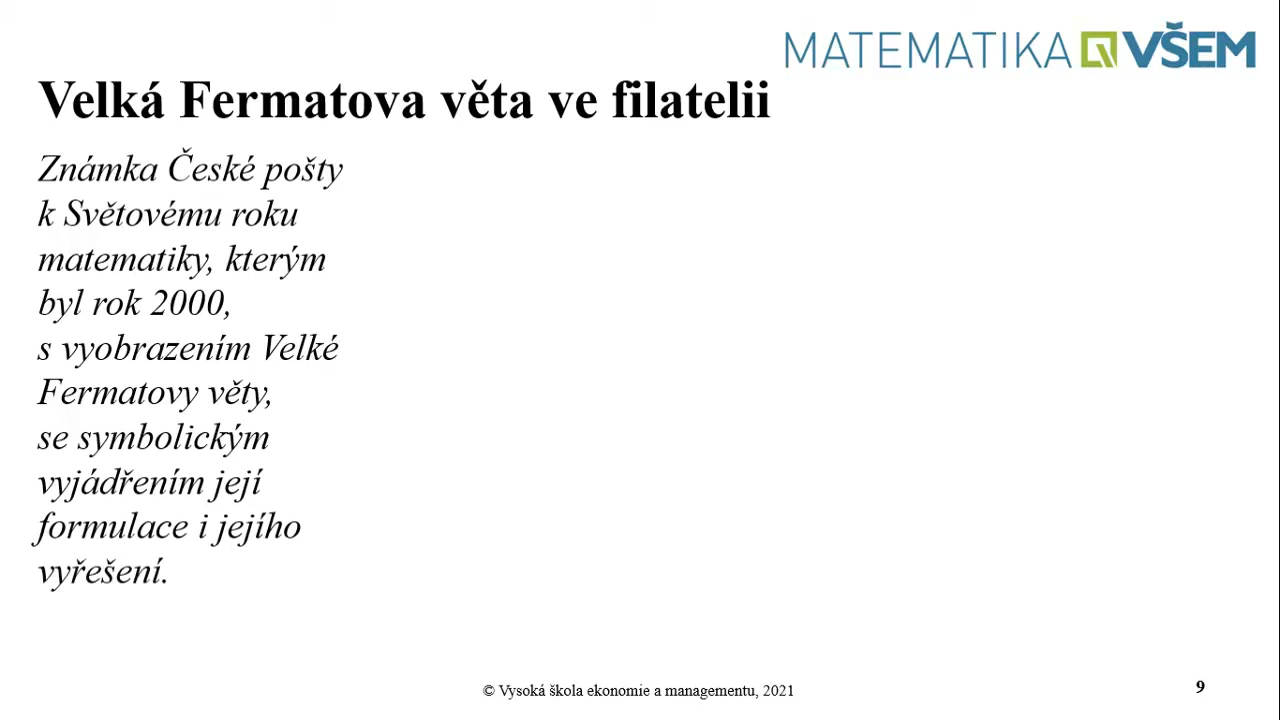 MATEMATIKA VŠEM
Velká Fermatova věta ve filatelii
Známka České pošty
k Světovému roku
matematiky, kterým
byl rok 2000,
s vyobrazením Velké
Fermatovy věty,
se symbolickým
vyjádřením její
formulace i jejího
vyřešení.
© Vysoká škola ekonomie a managementu, 2021
9